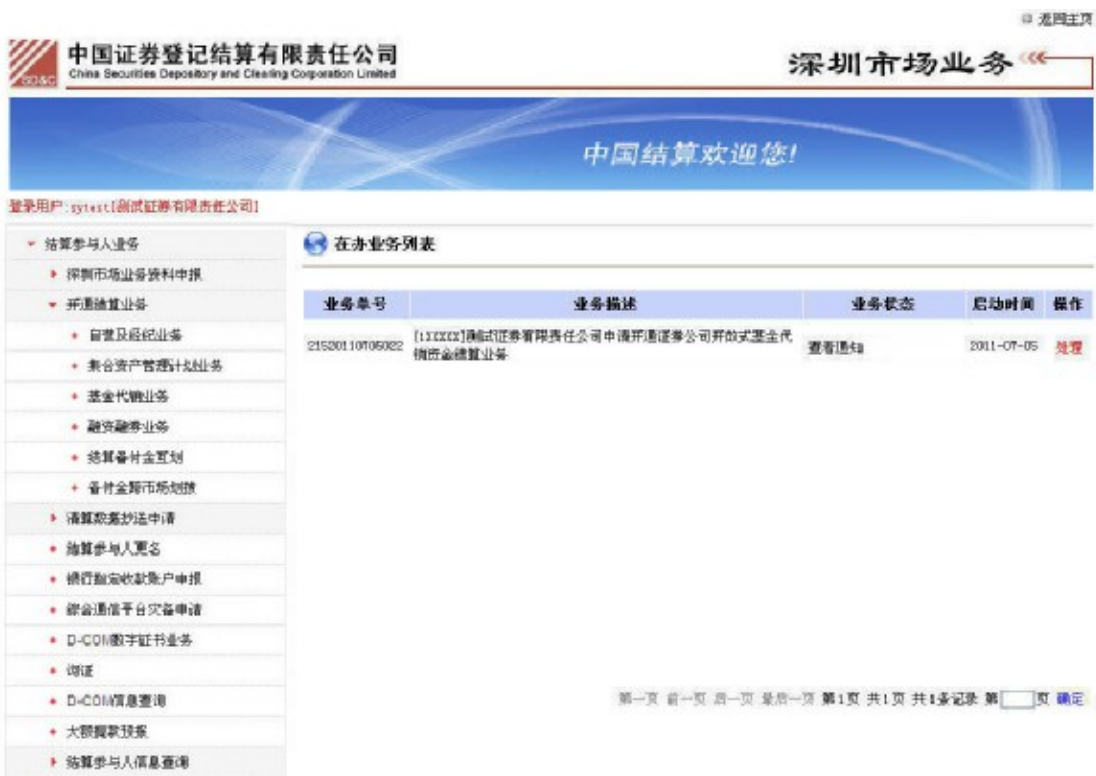 返回主页
中国证券登记结算有限责任公司
China Securities Depository and Clearing Corporation Limited
SD&C
深圳市场业务
中国结算欢迎您!
登录用户:sytest[测试证券有限责任公司]
结算参与人业务
深圳市场业务资料申报
开通结算业务
自营及经纪业务
集合资产管理计划业务
基金代销业务
融资融券业务
结算备付金互划
备付金跨市场划拨
清算数据抄送申请
结算参与人更名
银行指定收款账户申报
综合通信平台灾备申请
D-COM数字证书业务
询证
D-COM信息查询
大额提款预报
结算参与人信息查询
在办业务列表
业务单号 业务描述 业务状态 启动时间 操作
21520110705022 [1XXXXX]测试证券有限责任公司申请开通证券公司开放式基金代 查看通知 2011-07-05 处理
销资金结算业务
第一页 前一页 后一页 最后一页 第1页 共1页 共1条记录 第 页 确定